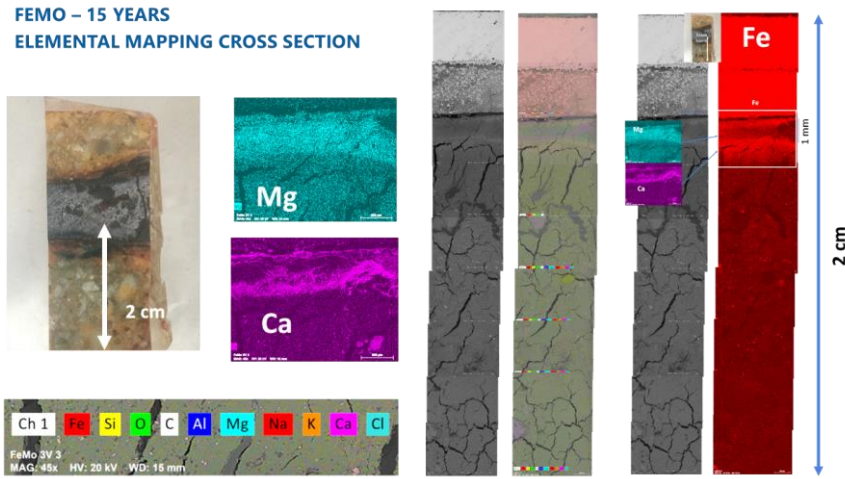 FEMO – 15 YEARS
ELEMENTAL MAPPING CROSS SECTION
Mg
Ca
2 cm
Ch 1 Fe Si O C Al Mg Na K Ca Cl
FeMo 3V 3
MAG: 45x HV: 20 kV WD: 15 mm
Fe
Fe
Mg
Ca
1 mm
2 cm